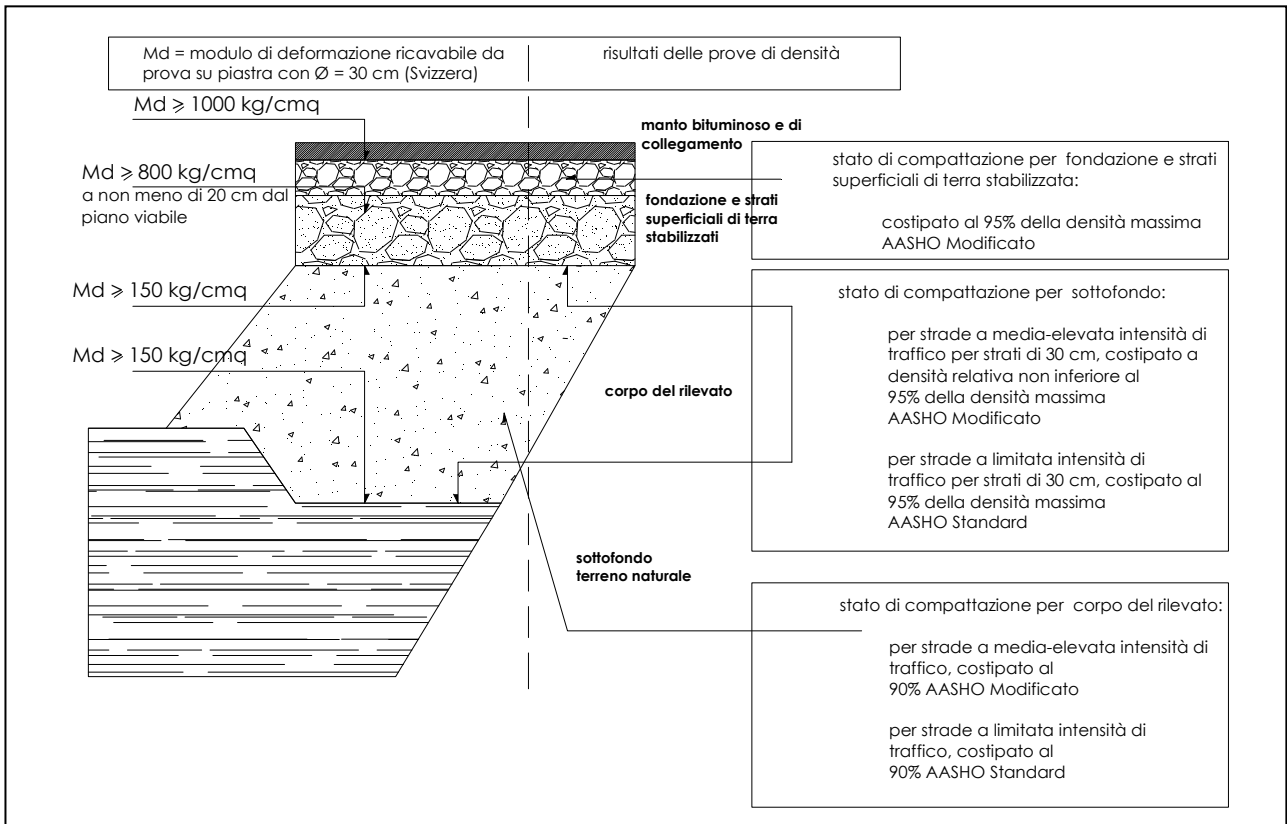 Md = modulo di deformazione ricavabile da
prova su piastra con Ø = 30 cm (Svizzera)
risultati delle prove di densità
Md ⩾ 1000 kg/cmq
Md ⩾ 800 kg/cmq
a non meno di 20 cm dal
piano viabile
Md ⩾ 150 kg/cmq
Md ⩾ 150 kg/cmq
manto bituminoso e di
collegamento
fondazione e strati
superficiali di terra
stabilizzati
corpo del rilevato
sottofondo
terreno naturale
stato di compattazione per fondazione e strati
superficiali di terra stabilizzata:
costipato al 95% della densità massima
AASHO Modificato
stato di compattazione per sottofondo:
per strade a media-elevata intensità di
traffico per strati di 30 cm, costipato a
densità relativa non inferiore al
95% della densità massima
AASHO Modificato
per strade a limitata intensità di
traffico per strati di 30 cm, costipato al
95% della densità massima
AASHO Standard
stato di compattazione per corpo del rilevato:
per strade a media-elevata intensità di
traffico, costipato al
90% AASHO Modificato
per strade a limitata intensità di
traffico, costipato al
90% AASHO Standard